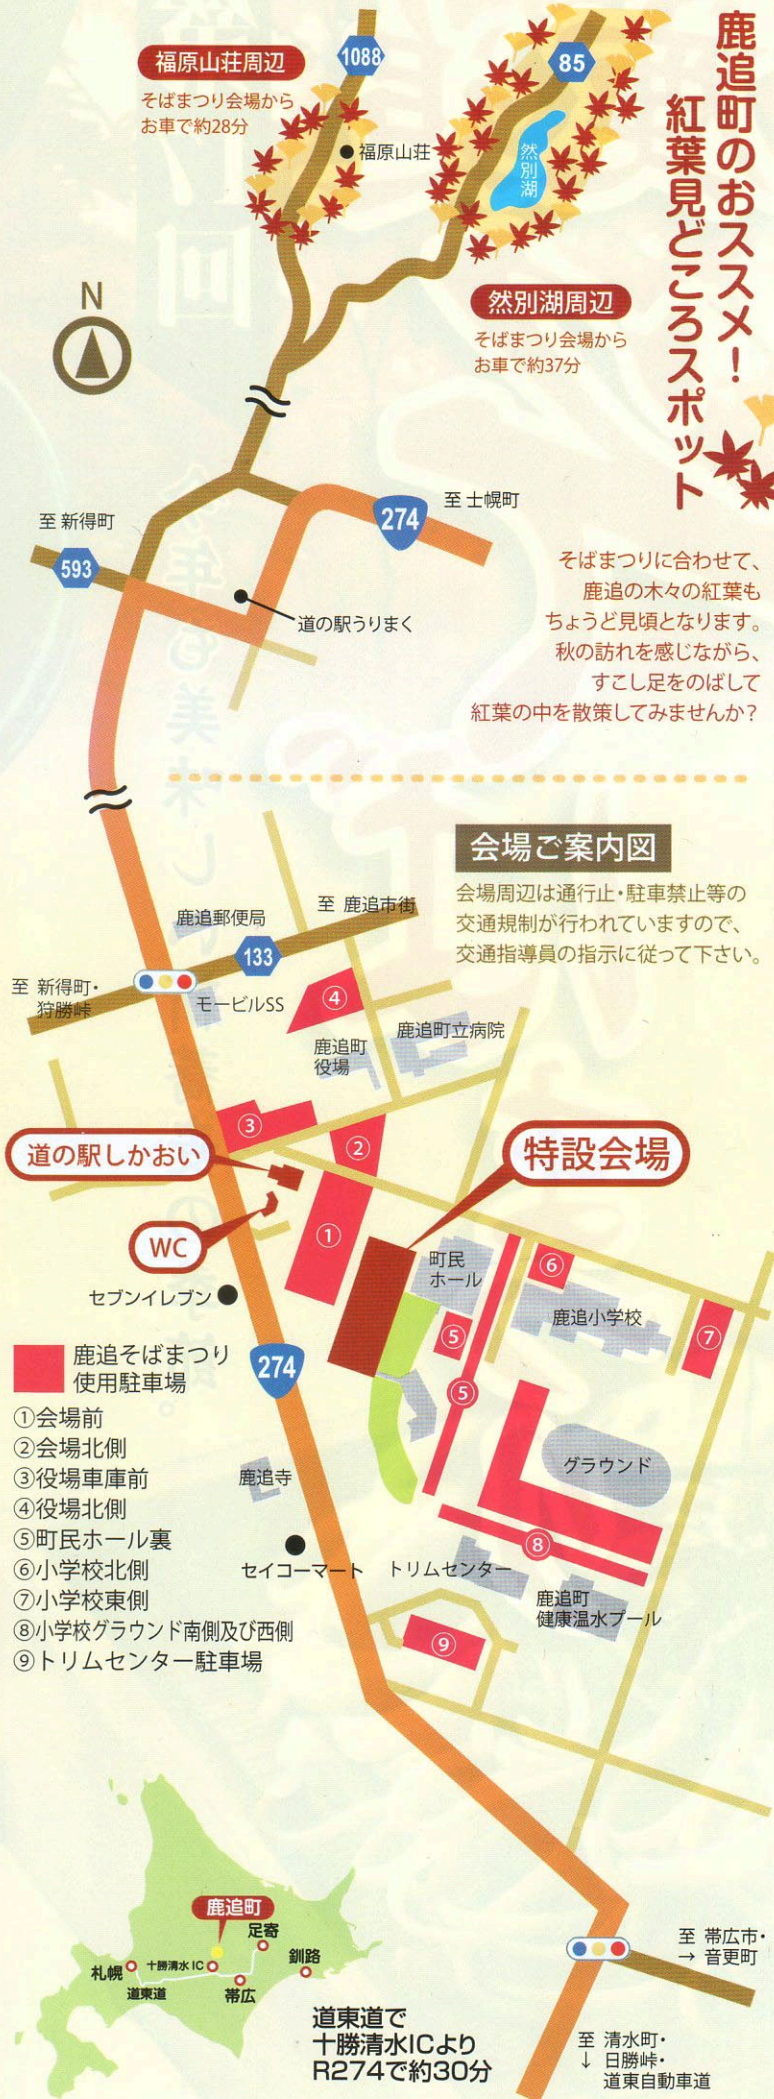 鹿追町のおススメ！
紅葉見どころスポット
福原山荘周辺
そばまつり会場から
お車で約28分
1088
85
福原山荘
然別湖
然別湖周辺
そばまつり会場から
お車で約37分
N
至 新得町
593
274
至 士幌町
道の駅うりまく
そばまつりに合わせて、
鹿追の木々の紅葉も
ちょうど見頃となります。
秋の訪れを感じながら、
すこし足をのばして
紅葉の中を散策してみませんか？
会場ご案内図
会場周辺は通行止・駐車禁止等の
交通規制が行われていますので、
交通指導員の指示に従って下さい。
鹿追郵便局
至 鹿追市街
133
至 新得町・
狩勝峠
モービルSS
④
鹿追町
役場
鹿追町立病院
③
②
道の駅しかおい
特設会場
WC
①
町民
ホール
⑥
鹿追小学校
⑦
セブンイレブン
⑤
⑤
274
鹿追そばまつり
使用駐車場
①会場前
②会場北側
③役場車庫前
④役場北側
⑤町民ホール裏
⑥小学校北側
⑦小学校東側
⑧小学校グラウンド南側及び西側
⑨トリムセンター駐車場
鹿追寺
グラウンド
セイコーマート
⑧
トリムセンター
鹿追町
健康温水プール
⑨
鹿追町
足寄
札幌
十勝清水IC
釧路
道東道
帯広
道東道で
十勝清水ICより
R274で約30分
至 帯広市・
→ 音更町
至 清水町・
↓ 日勝峠・
道東自動車道